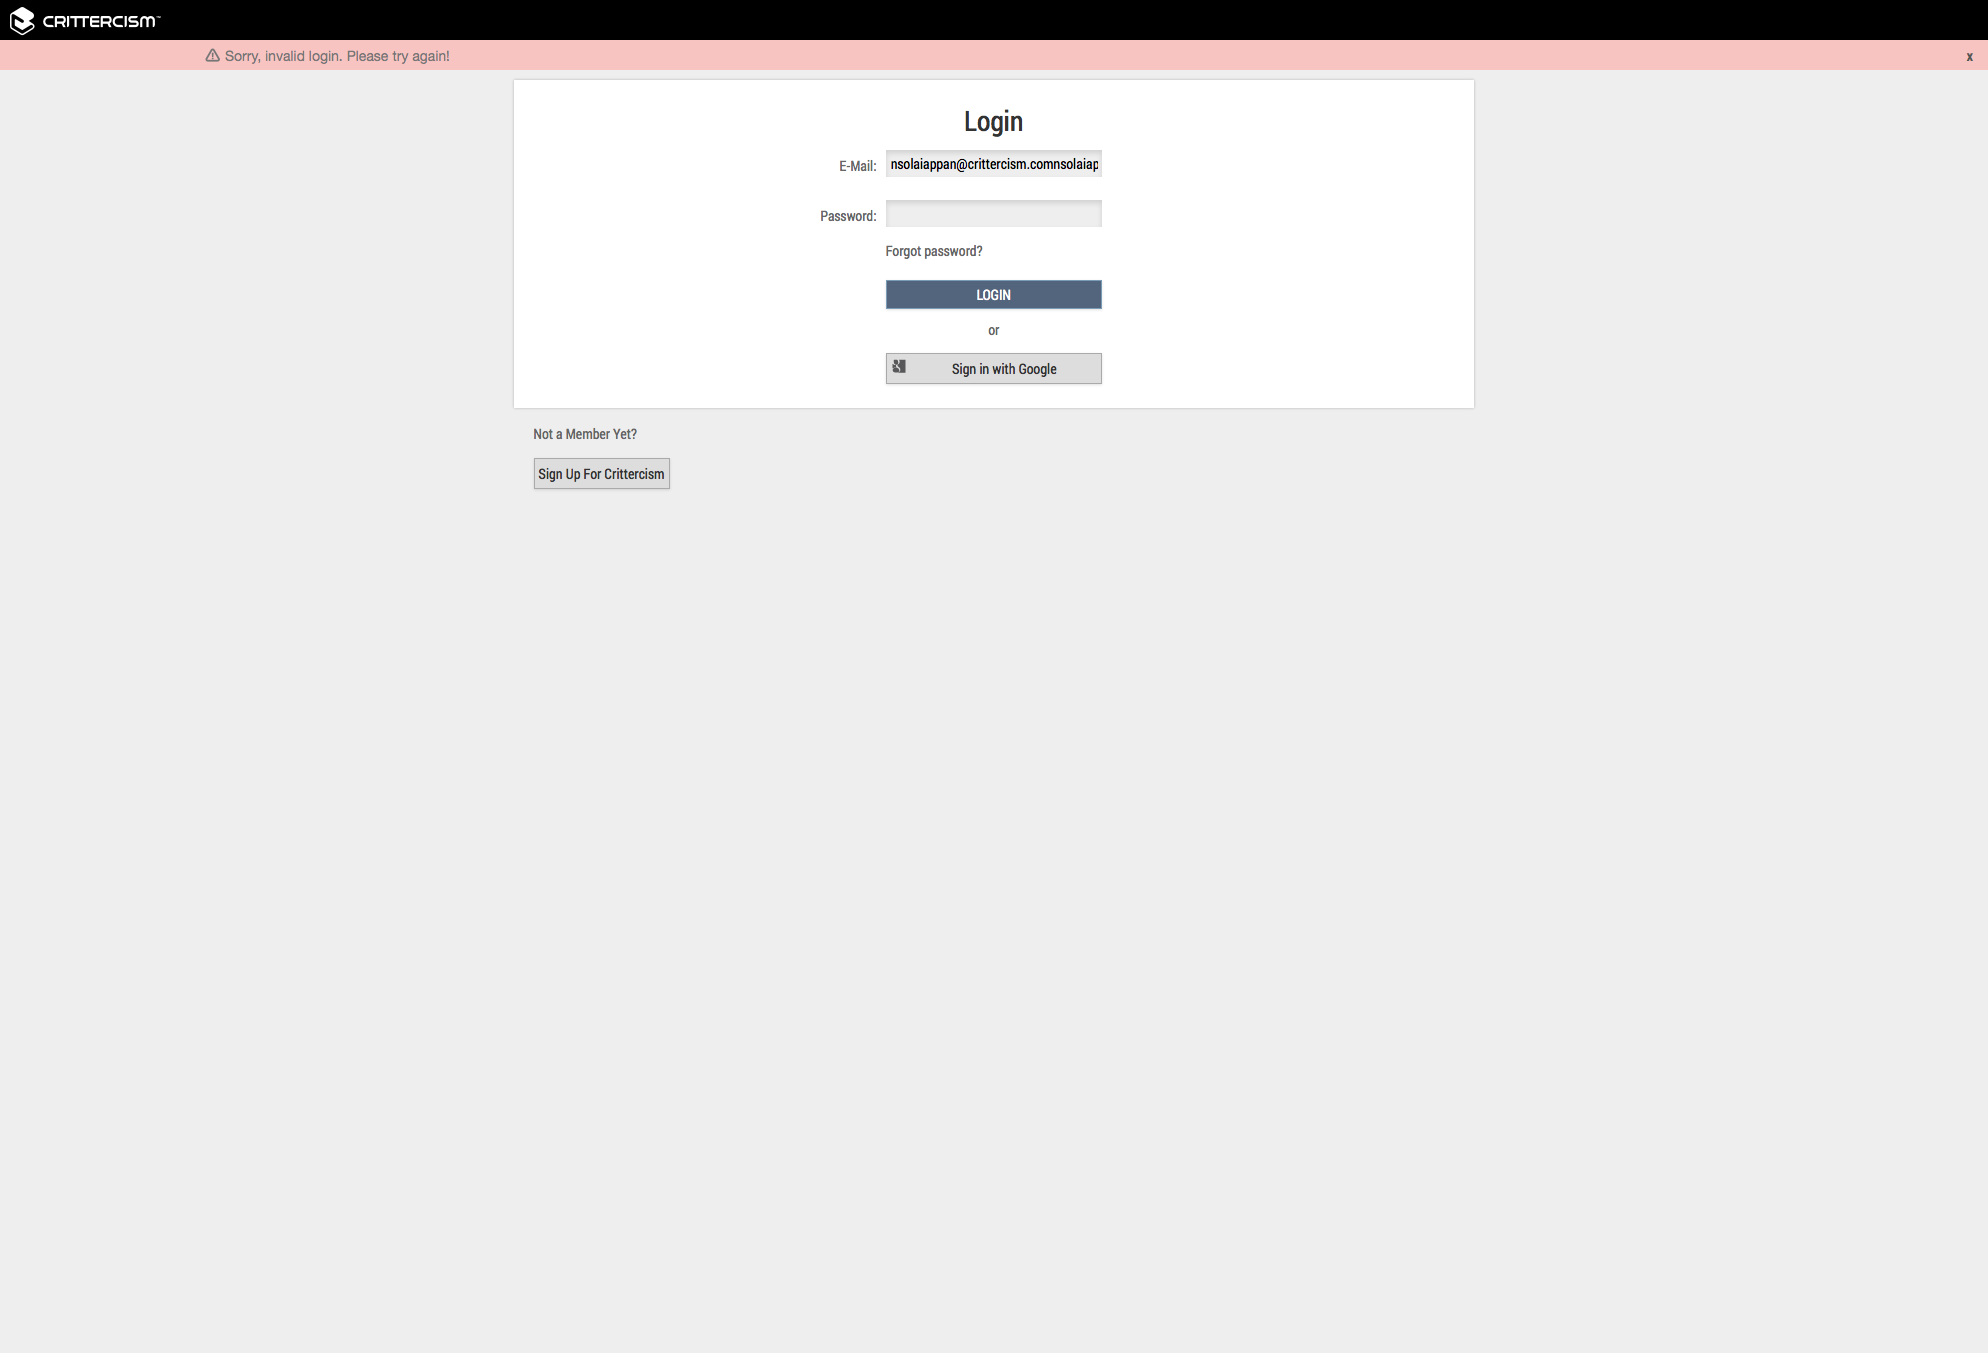 CRITTERCISM™
Sorry, invalid login. Please try again!
x
Login
E-Mail: nsolaiappan@crittercism.comnsolaiap
Password:
Forgot password?
LOGIN
or
Sign in with Google
Not a Member Yet?
Sign Up For Crittercism